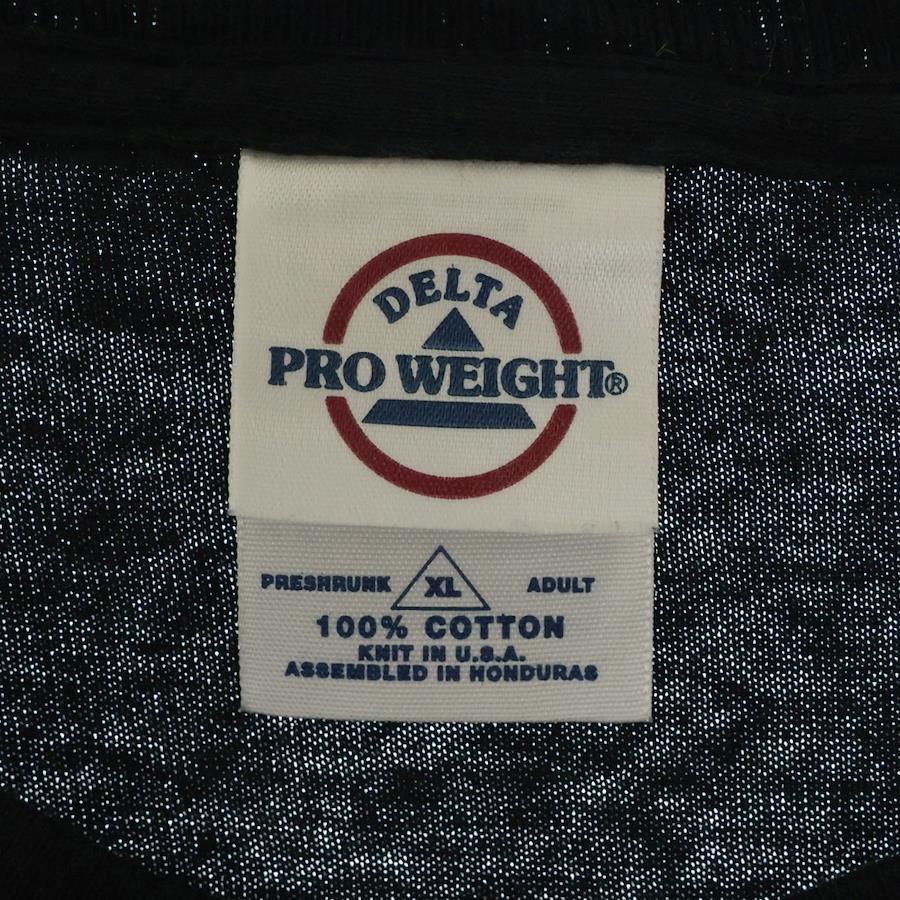 DELTA
PRO WEIGHT®
PRESHRUNK XL ADULT
100% COTTON
KNIT IN U.S.A.
ASSEMBLED IN HONDURAS